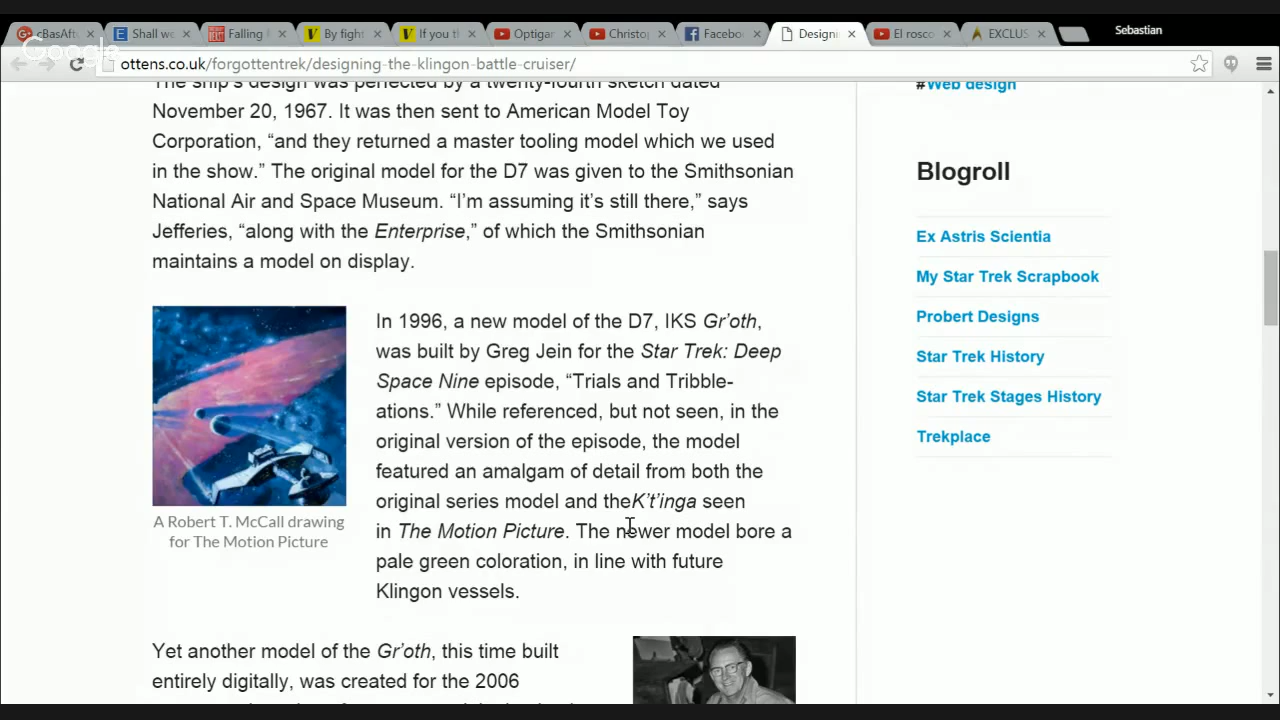 cBasAft
Shall we
Falling
By fight
If you t
Optigar
Christop
Facebo
Designi
El rosco
EXCLUS
Sebastian
Google
ottens.co.uk/forgottentrek/designing-the-klingon-battle-cruiser/
The ship's design was perfected by a twenty-fourth sketch dated
November 20, 1967. It was then sent to American Model Toy
Corporation, “and they returned a master tooling model which we used
in the show.” The original model for the D7 was given to the Smithsonian
National Air and Space Museum. “I’m assuming it’s still there,” says
Jefferies, “along with the Enterprise,” of which the Smithsonian
maintains a model on display.
A Robert T. McCall drawing
for The Motion Picture
In 1996, a new model of the D7, IKS Gr’oth,
was built by Greg Jein for the Star Trek: Deep
Space Nine episode, “Trials and Tribble-
ations.” While referenced, but not seen, in the
original version of the episode, the model
featured an amalgam of detail from both the
original series model and theK’t’inga seen
in The Motion Picture. The newer model bore a
pale green coloration, in line with future
Klingon vessels.
Yet another model of the Gr’oth, this time built
entirely digitally, was created for the 2006
#Web design
Blogroll
Ex Astris Scientia
My Star Trek Scrapbook
Probert Designs
Star Trek History
Star Trek Stages History
Trekplace